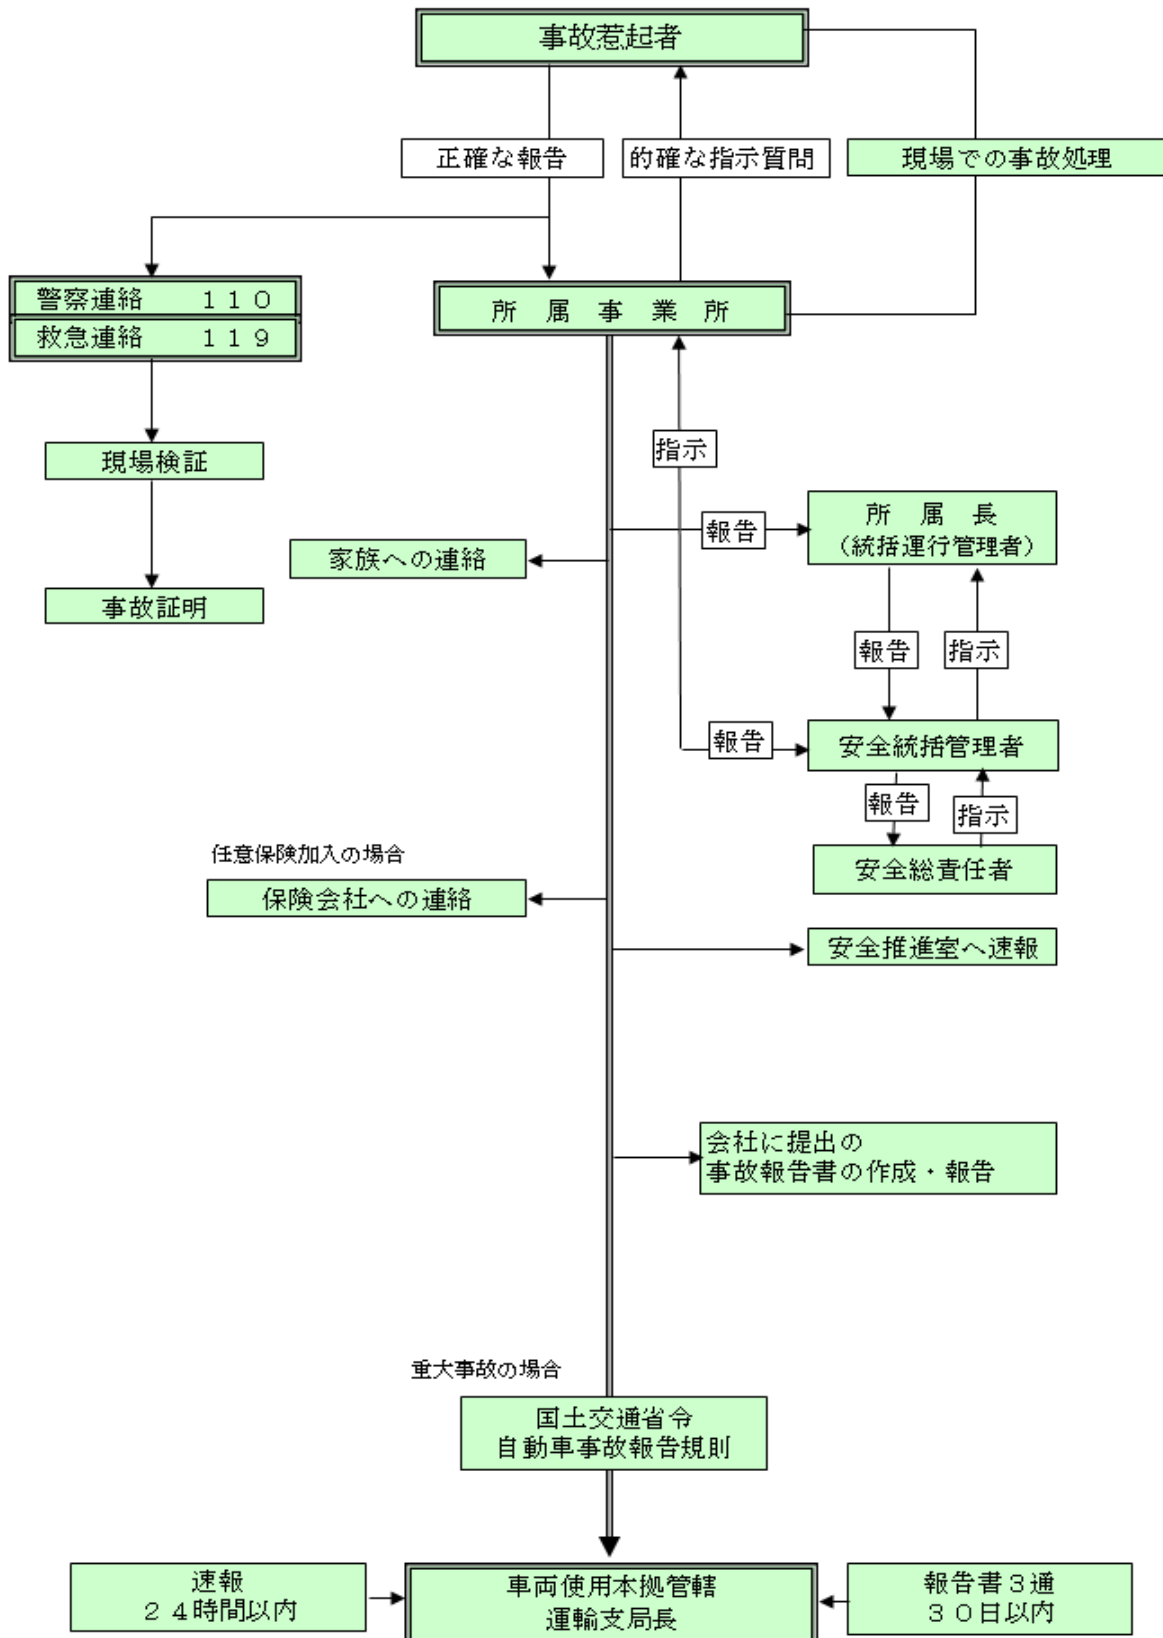 事故惹起者
正確な報告
的確な指示質問
現場での事故処理
警察連絡　　１１０
救急連絡　　１１９
所　属　事　業　所
現場検証
事故証明
指示
家族への連絡
報告
所　属　長
（統括運行管理者）
報告
指示
報告
安全統括管理者
報告
指示
安全総責任者
任意保険加入の場合
保険会社への連絡
安全推進室へ速報
会社に提出の
事故報告書の作成・報告
重大事故の場合
国土交通省令
自動車事故報告規則
速報
２４時間以内
車両使用本拠管轄
運輸支局長
報告書３通
３０日以内